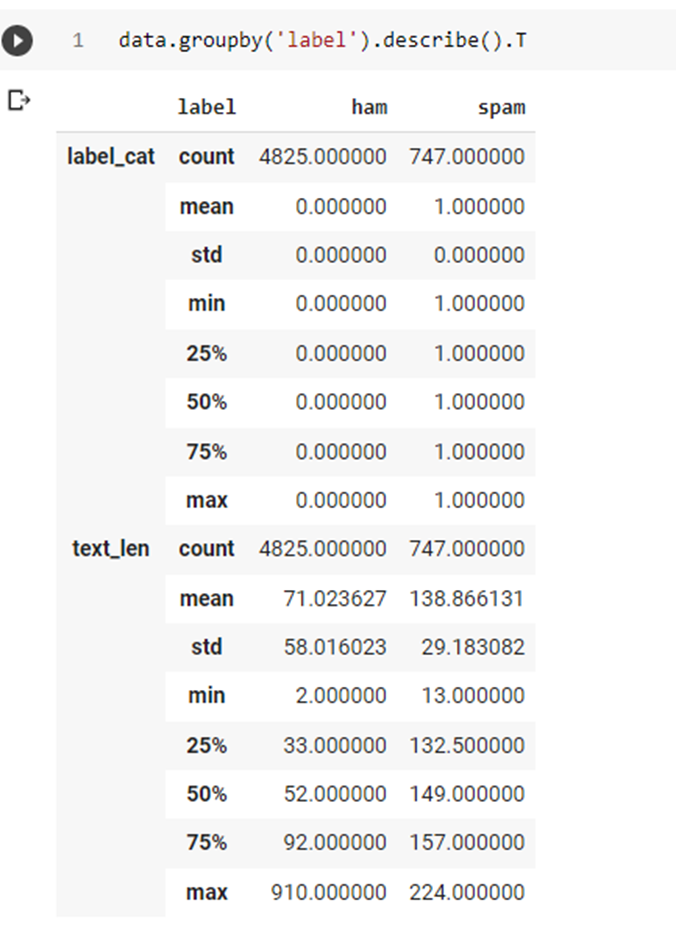 1 data.groupby('label').describe().T
label ham spam
label_cat count 4825.000000 747.000000
mean 0.000000 1.000000
std 0.000000 0.000000
min 0.000000 1.000000
25% 0.000000 1.000000
50% 0.000000 1.000000
75% 0.000000 1.000000
max 0.000000 1.000000
text_len count 4825.000000 747.000000
mean 71.023627 138.866131
std 58.016023 29.183082
min 2.000000 13.000000
25% 33.000000 132.500000
50% 52.000000 149.000000
75% 92.000000 157.000000
max 910.000000 224.000000